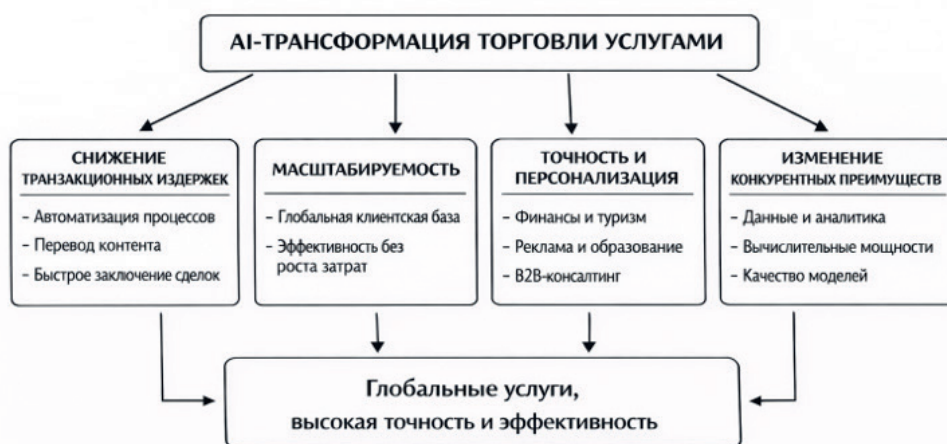 AI-ТРАНСФОРМАЦИЯ ТОРГОВЛИ УСЛУГАМИ
СНИЖЕНИЕ
ТРАНЗАКЦИОННЫХ ИЗДЕРЖЕК
– Автоматизация процессов
– Перевод контента
– Быстрое заключение сделок
МАСШТАБИРУЕМОСТЬ
– Глобальная клиентская база
– Эффективность без
роста затрат
ТОЧНОСТЬ И
ПЕРСОНАЛИЗАЦИЯ
– Финансы и туризм
– Реклама и образование
– B2B-консалтинг
ИЗМЕНЕНИЕ
КОНКУРЕНТНЫХ ПРЕИМУЩЕСТВ
– Данные и аналитика
– Вычислительные мощности
– Качество моделей
Глобальные услуги,
высокая точность и эффективность